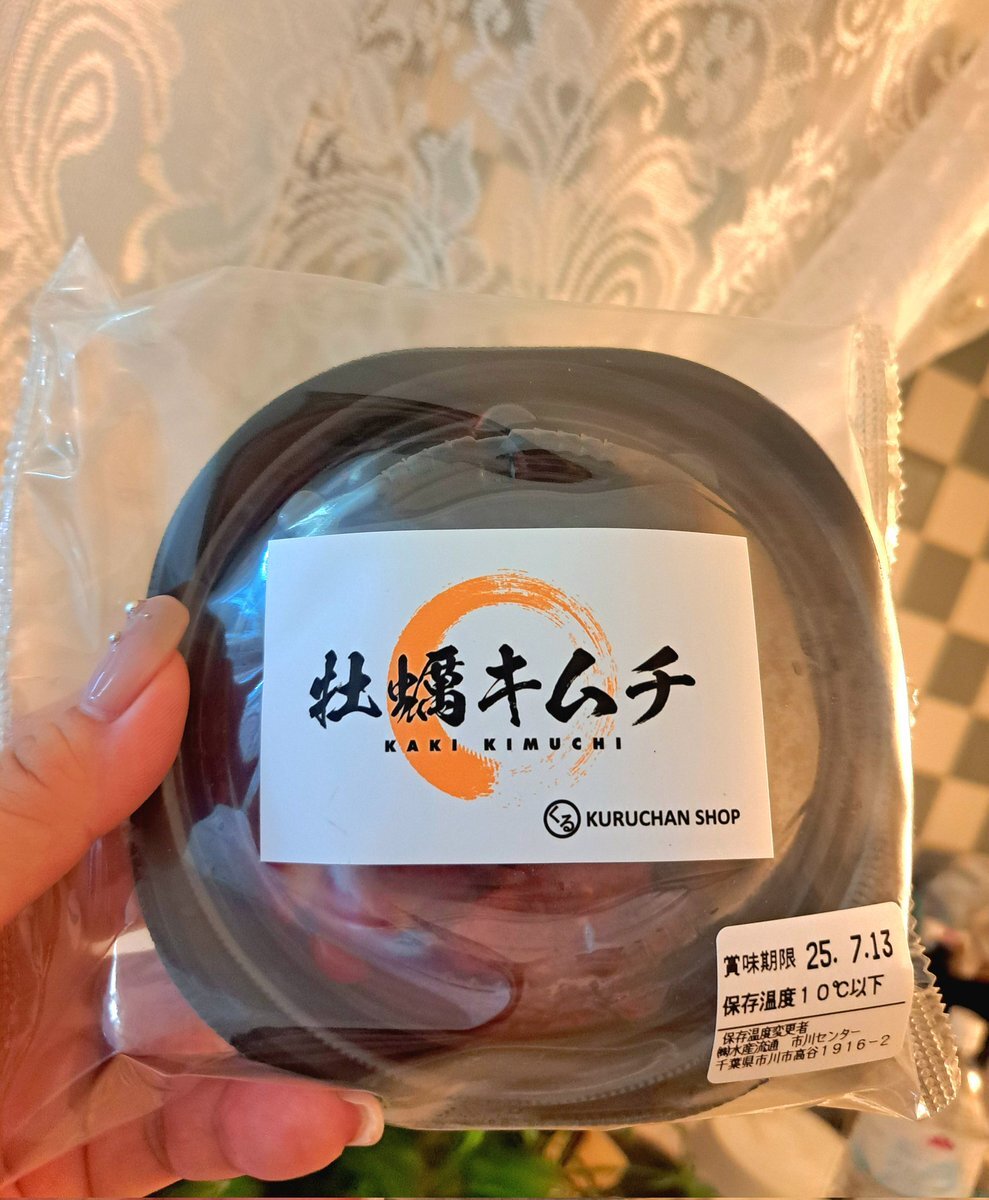 牡蠣キムチ
KAKI KIMUCHI
くる KURUCHAN SHOP
賞味期限 25. 7.13
保存温度10℃以下
保存温度変更者
㈱水産流通 市川センター
千葉県市川市高谷1916-2